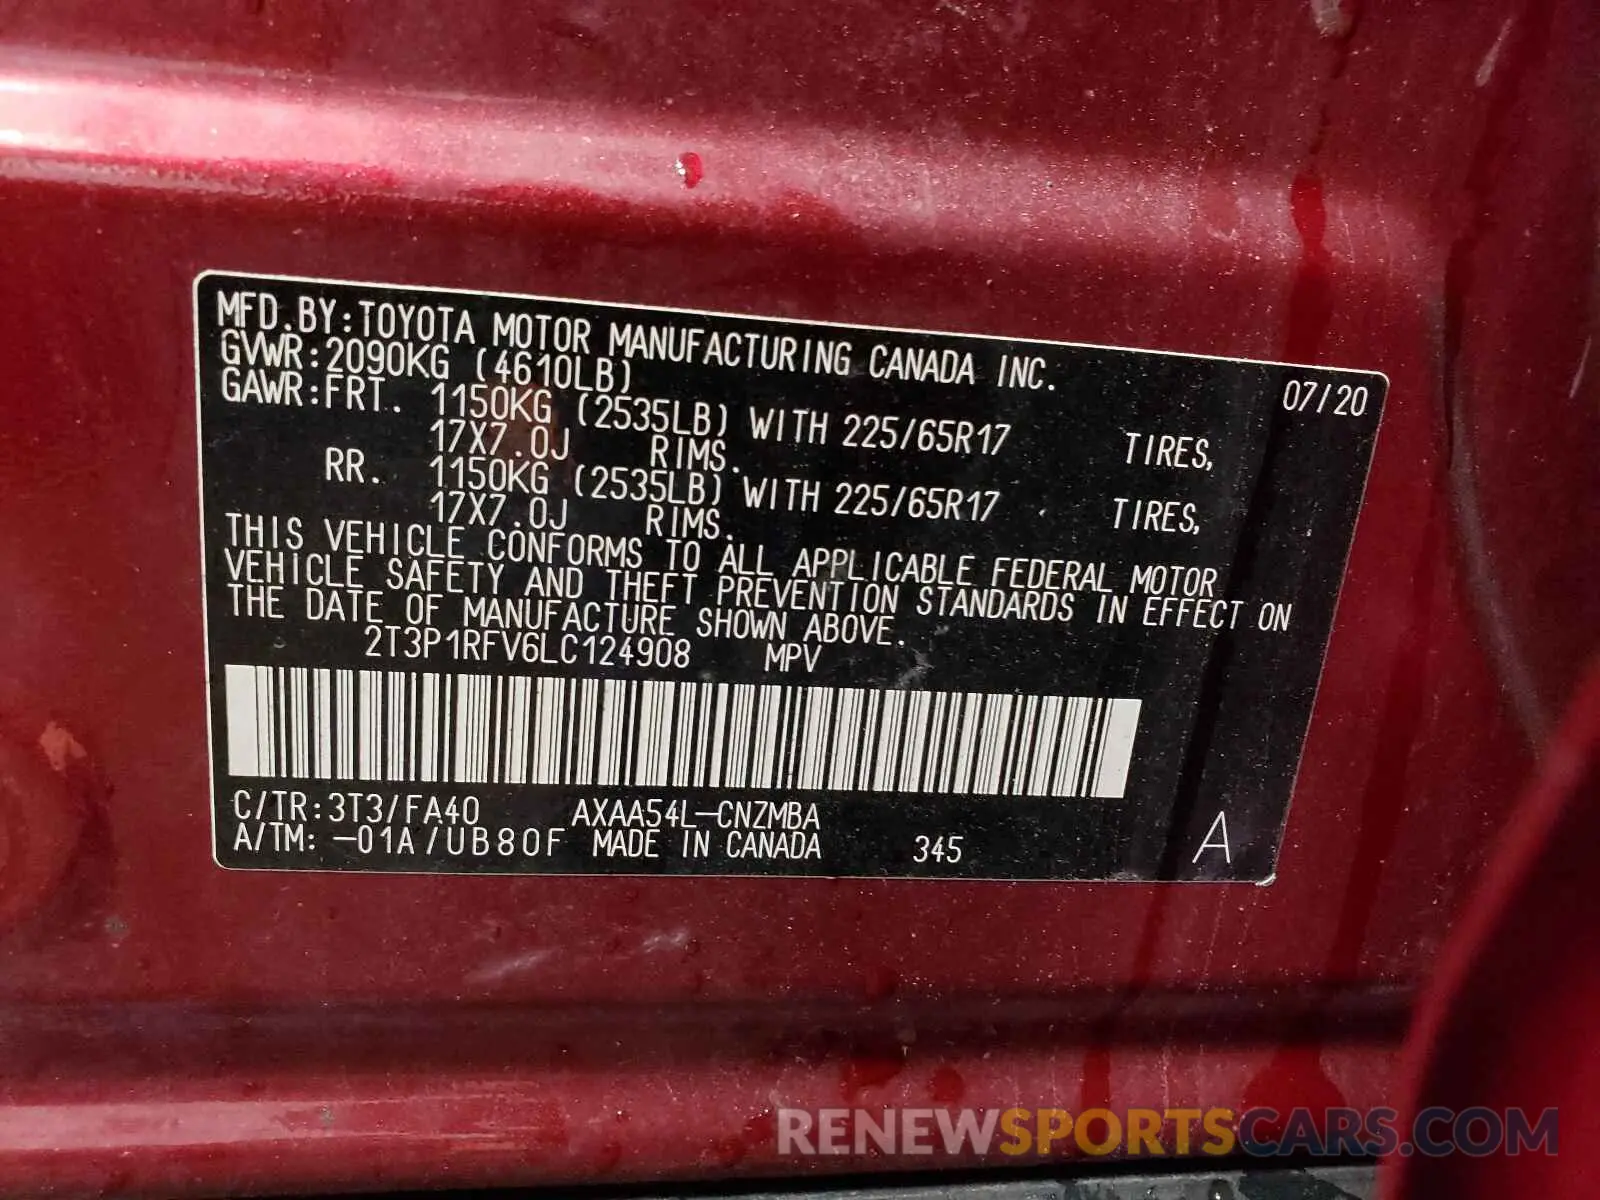 MFD.BY:TOYOTA MOTOR MANUFACTURING CANADA INC.
GVWR:2090KG (4610LB) 07/20
GAWR:FRT. 1150KG (2535LB) WITH 225/65R17 TIRES,
17X7.0J RIMS.
RR. 1150KG (2535LB) WITH 225/65R17 TIRES,
17X7.0J RIMS.
THIS VEHICLE CONFORMS TO ALL APPLICABLE FEDERAL MOTOR
VEHICLE SAFETY AND THEFT PREVENTION STANDARDS IN EFFECT ON
THE DATE OF MANUFACTURE SHOWN ABOVE.
2T3P1RFV6LC124908 MPV
C/TR:3T3/FA40 AXAA54L-CNZMBA
A/TM: -01A/UB80F MADE IN CANADA 345 A
RENEWSPORTSCARS.COM